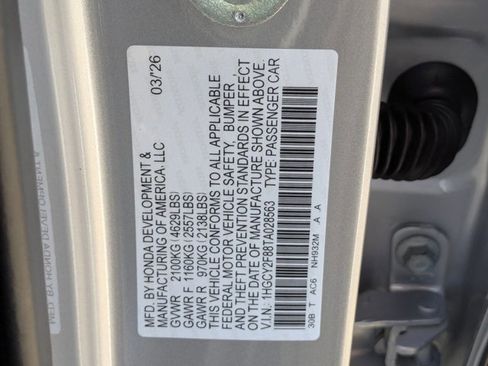 MFD. BY HONDA DEVELOPMENT & 03/26
MANUFACTURING OF AMERICA, LLC
GVWR 2100KG (4629LBS)
GAWR F 1160KG (2557LBS)
GAWR R 970KG (2138LBS)
THIS VEHICLE CONFORMS TO ALL APPLICABLE
FEDERAL MOTOR VEHICLE SAFETY, BUMPER,
AND THEFT PREVENTION STANDARDS IN EFFECT
ON THE DATE OF MANUFACTURE SHOWN ABOVE.
V.I.N.: 1HGCY2F88TA028563 TYPE: PASSENGER CAR
30B T AC6 NH932M A A